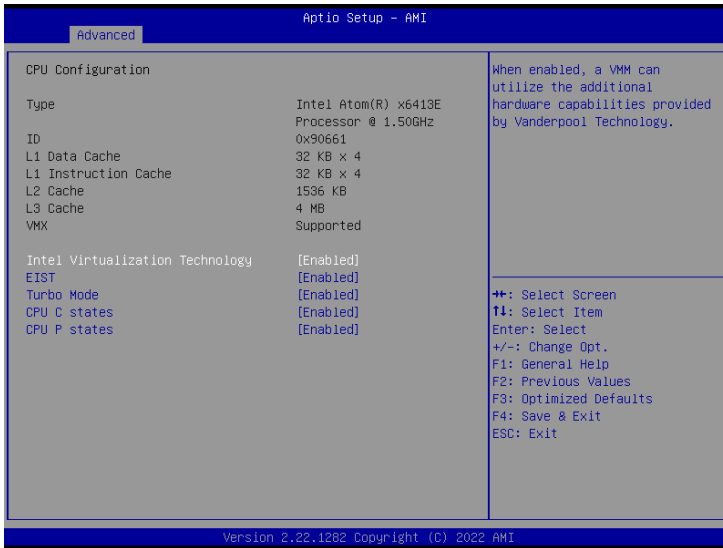 Aptio Setup – AMI
Advanced
CPU Configuration
Type Intel Atom(R) x6413E
Processor @ 1.50GHz
ID 0x90661
L1 Data Cache 32 KB x 4
L1 Instruction Cache 32 KB x 4
L2 Cache 1536 KB
L3 Cache 4 MB
VMX Supported
Intel Virtualization Technology [Enabled]
EIST [Enabled]
Turbo Mode [Enabled]
CPU C states [Enabled]
CPU P states [Enabled]
When enabled, a VMM can
utilize the additional
hardware capabilities provided
by Vanderpool Technology.
→←: Select Screen
↑↓: Select Item
Enter: Select
+/-: Change Opt.
F1: General Help
F2: Previous Values
F3: Optimized Defaults
F4: Save & Exit
ESC: Exit
Version 2.22.1282 Copyright (C) 2022 AMI